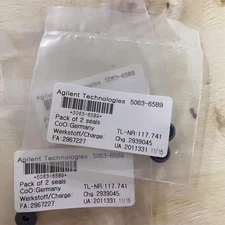 Agilent Technologies 5063-6589
*5063-6589*
Pack of 2 seals
CoO:Germany
Werkstoff/Charge:
FA:2967227
TL-NR:117.741
Chg.2939045
UA:2011331 11/15
Agilent Technologies 5063-6589
*5063-6589*
Pack of 2 seals
CoO:Germany
Werkstoff/Charge:
FA:2967227
TL-NR:117.741
Chg.2939045
UA:2011331 11/15